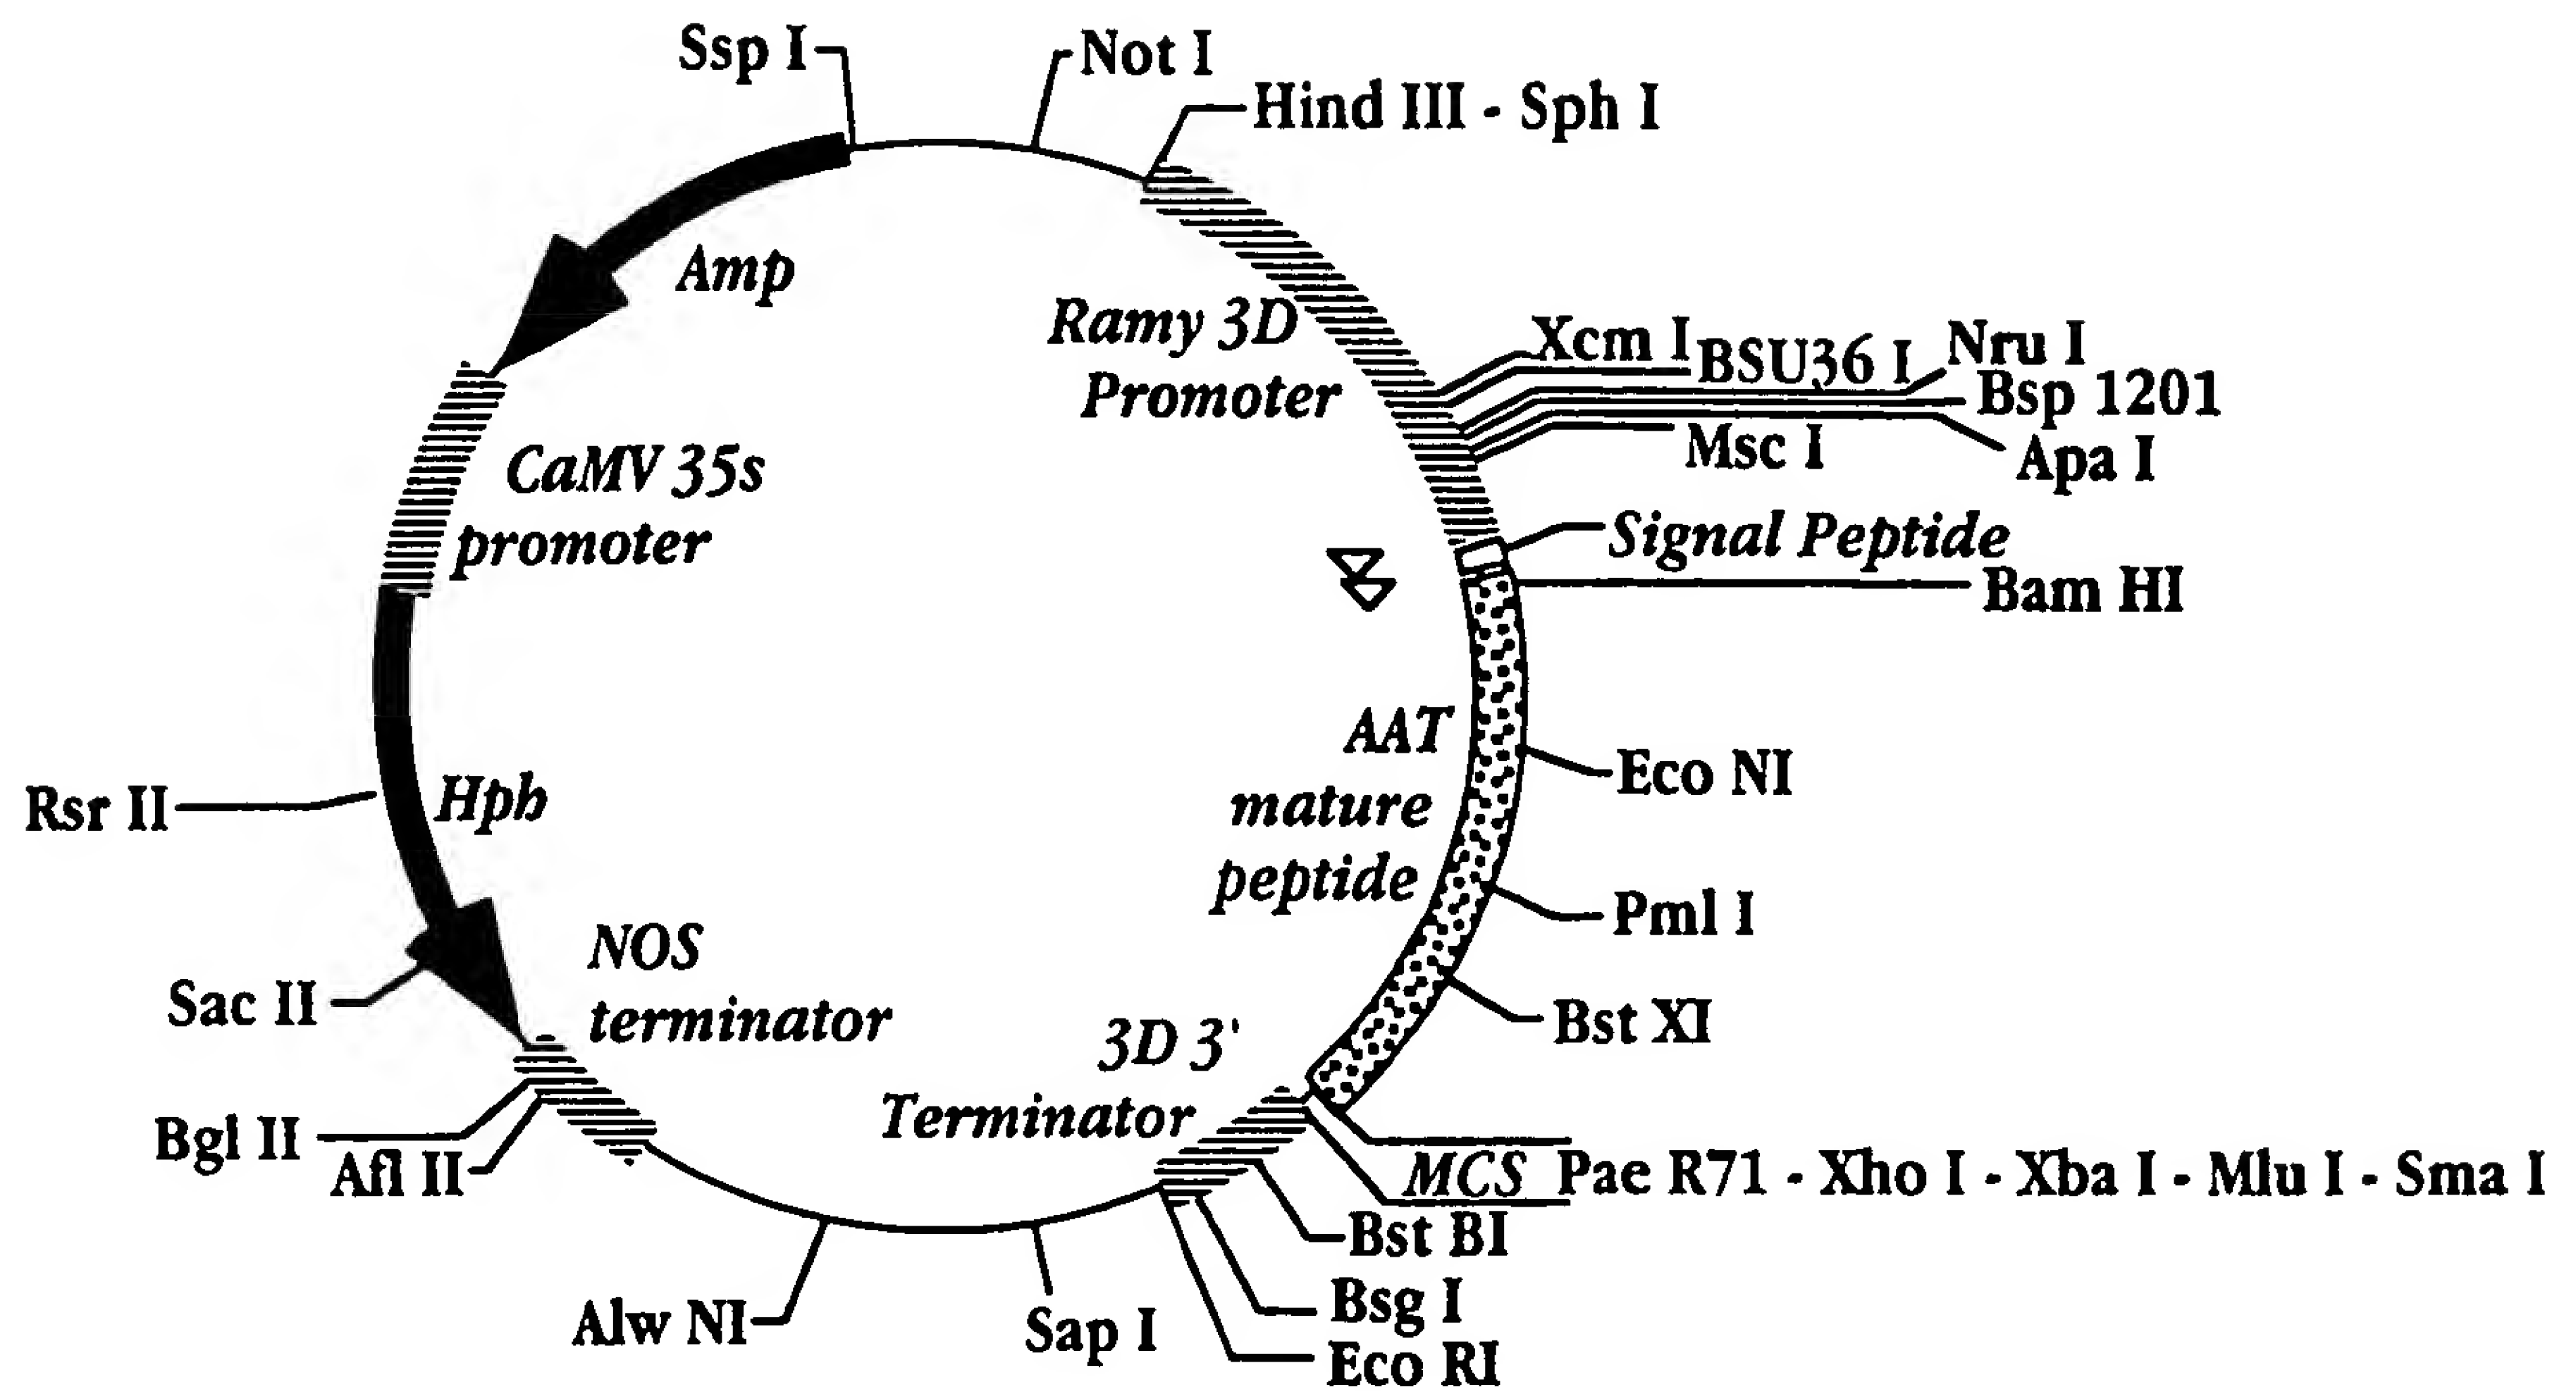 Ssp I
Not I
Hind III - Sph I
Amp
Ramy 3D
Promoter
Xcm I
BSU36 I
Nru I
Bsp 1201
Msc I
Apa I
CaMV 35s
promoter
Signal Peptide
Bam HI
AAT
mature
peptide
Eco NI
Rsr II
Hph
Pml I
NOS
terminator
Sac II
Bst XI
3D 3'
Terminator
Bgl II
Afl II
MCS Pae R71 - Xho I - Xba I - Mlu I - Sma I
Bst BI
Bsg I
Alw NI
Sap I
Eco RI